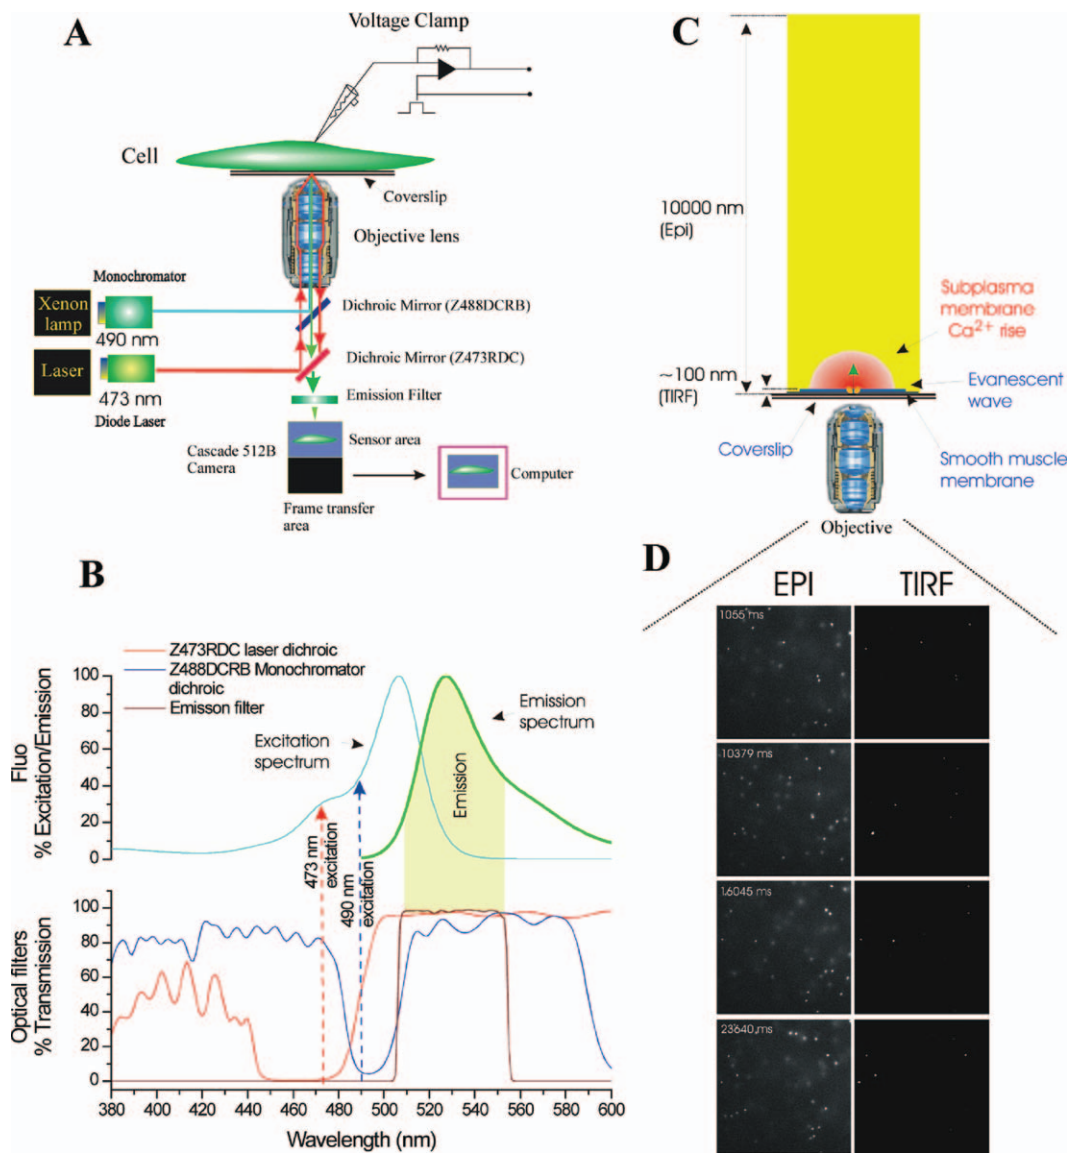 A
Voltage Clamp
Cell
Coverslip
Objective lens
Monochromator
Xenon
lamp
490 nm
Dichroic Mirror (Z488DCRB)
Laser
473 nm
Diode Laser
Dichroic Mirror (Z473RDC)
Emission Filter
Cascade 512B
Camera
Sensor area
Computer
Frame transfer
area
C
10000 nm
(Epi)
Subplasma
membrane
Ca2+ rise
~100 nm
(TIRF)
Evanescent
wave
Coverslip
Smooth muscle
membrane
Objective
B
Z473RDC laser dichroic
Z488DCRB Monochromator
dichroic
Emisson filter
Fluo
% Excitation/Emission
100
80
60
40
20
0
Excitation
spectrum
Emission
spectrum
Emission
473 nm
excitation
490 nm
excitation
Optical filters
% Transmission
100
80
60
40
20
0
380 400 420 440 460 480 500 520 540 560 580 600
Wavelength (nm)
D
EPI TIRF
1055 ms
10379 ms
16045 ms
23640 ms